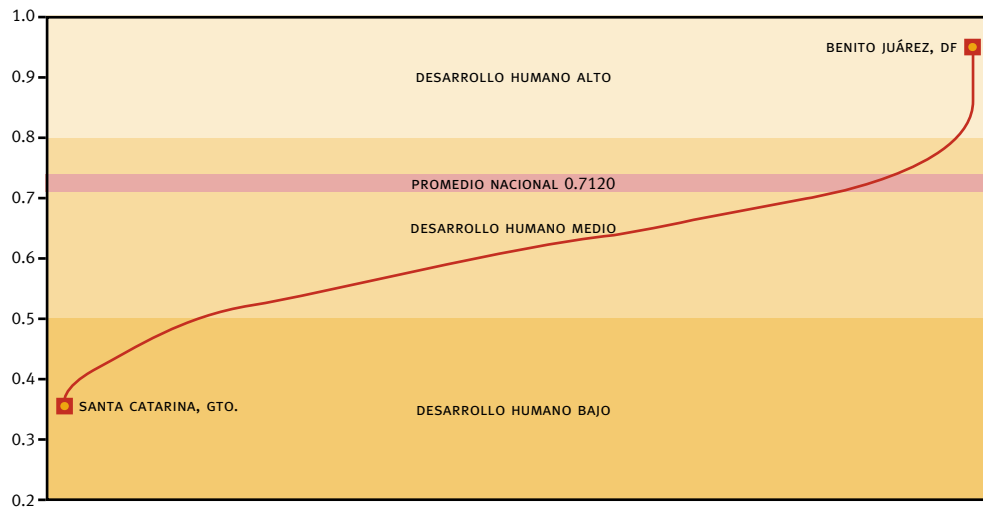 1.0
BENITO JUÁREZ, DF
0.9
DESARROLLO HUMANO ALTO
0.8
PROMEDIO NACIONAL 0.7120
0.7
DESARROLLO HUMANO MEDIO
0.6
0.5
0.4
SANTA CATARINA, GTO.
DESARROLLO HUMANO BAJO
0.3
0.2